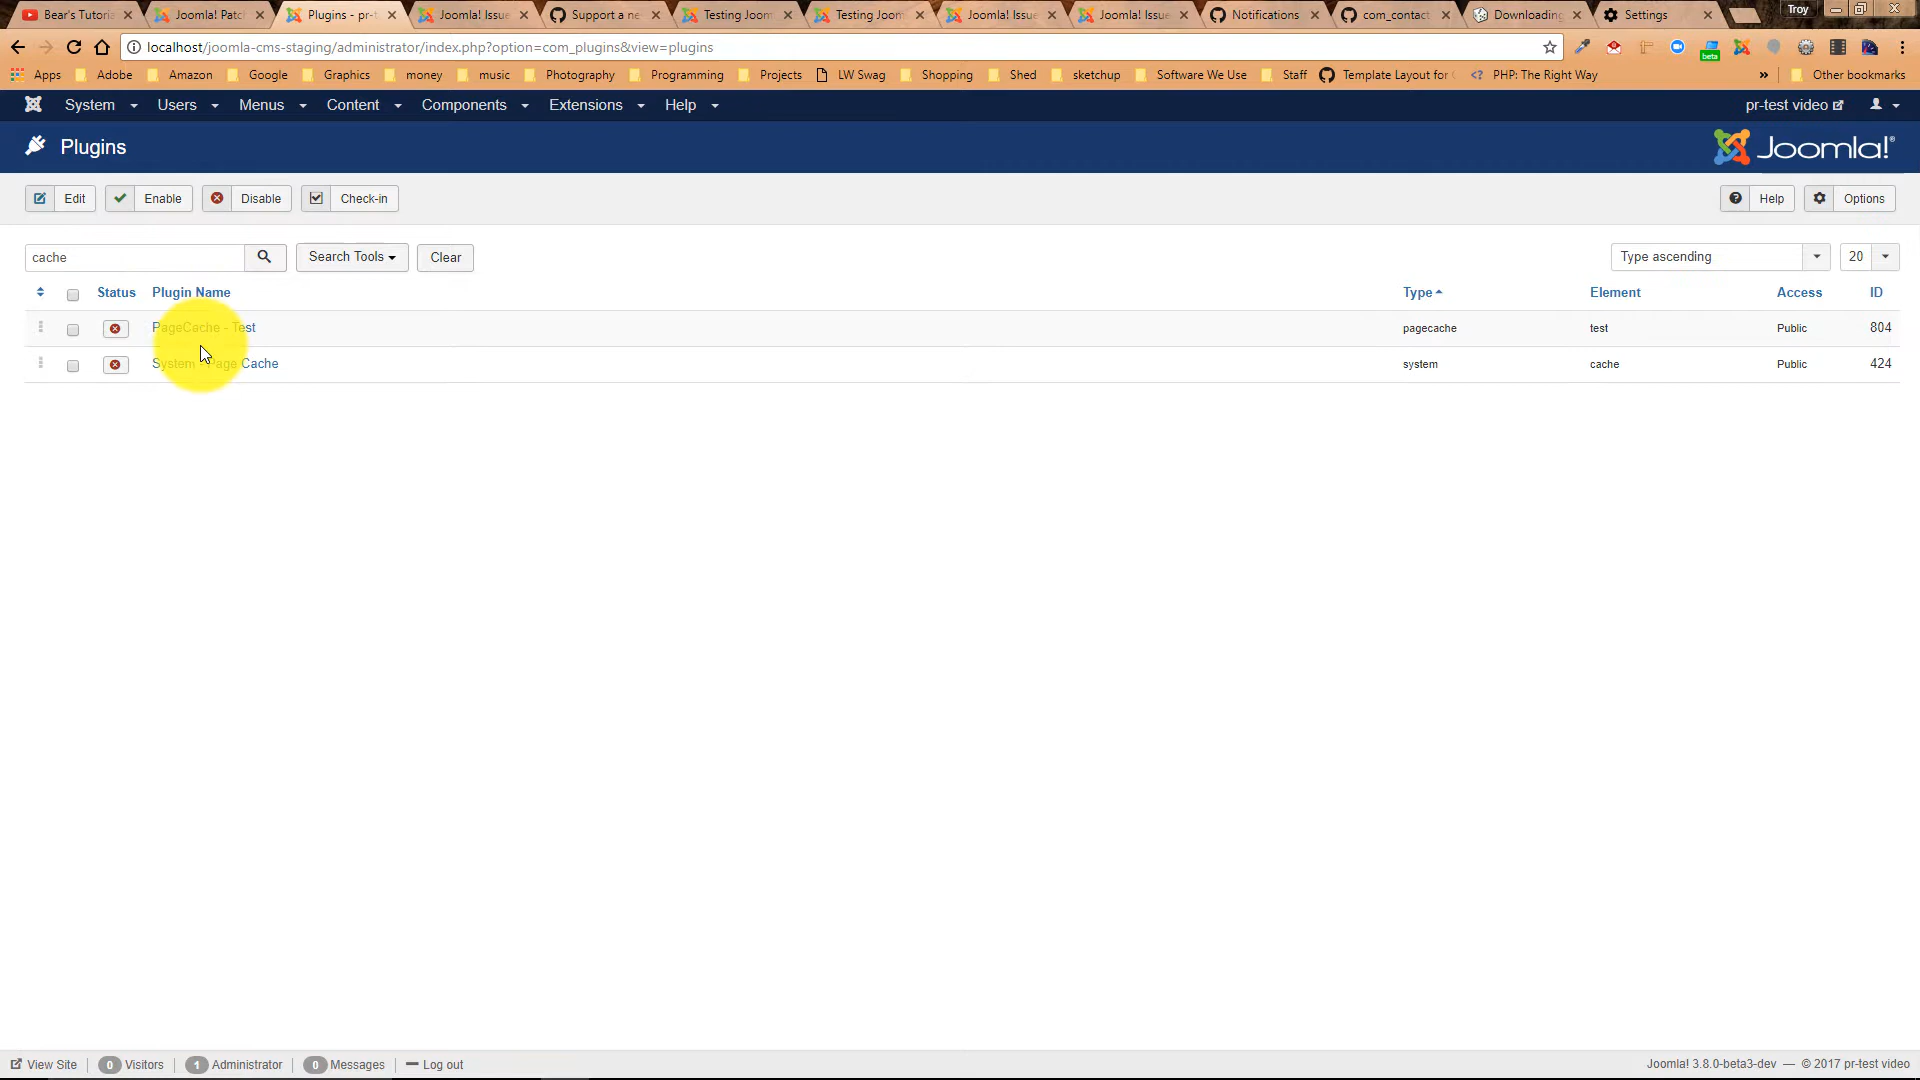 Bear's Tutoria
Joomla! Patc
Plugins - pr-t
Joomla! Issue
Support a ne
Testing Joom
Testing Joom
Joomla! Issue
Joomla! Issue
Notifications
com_contact
Downloading
Settings
Troy
localhost/joomla-cms-staging/administrator/index.php?option=com_plugins&view=plugins
beta
Apps Adobe Amazon Google Graphics money music Photography Programming Projects LW Swag Shopping Shed sketchup Software We Use Staff Template Layout for PHP: The Right Way » Other bookmarks
System Users Menus Content Components Extensions Help pr-test video
Plugins
Joomla!®
Edit Enable Disable Check-in Help Options
cache Search Tools Clear Type ascending 20
Status Plugin Name Type Element Access ID
PageCache - Test pagecache test Public 804
System - Page Cache system cache Public 424
View Site 0 Visitors 1 Administrator 0 Messages Log out Joomla! 3.8.0-beta3-dev — © 2017 pr-test video